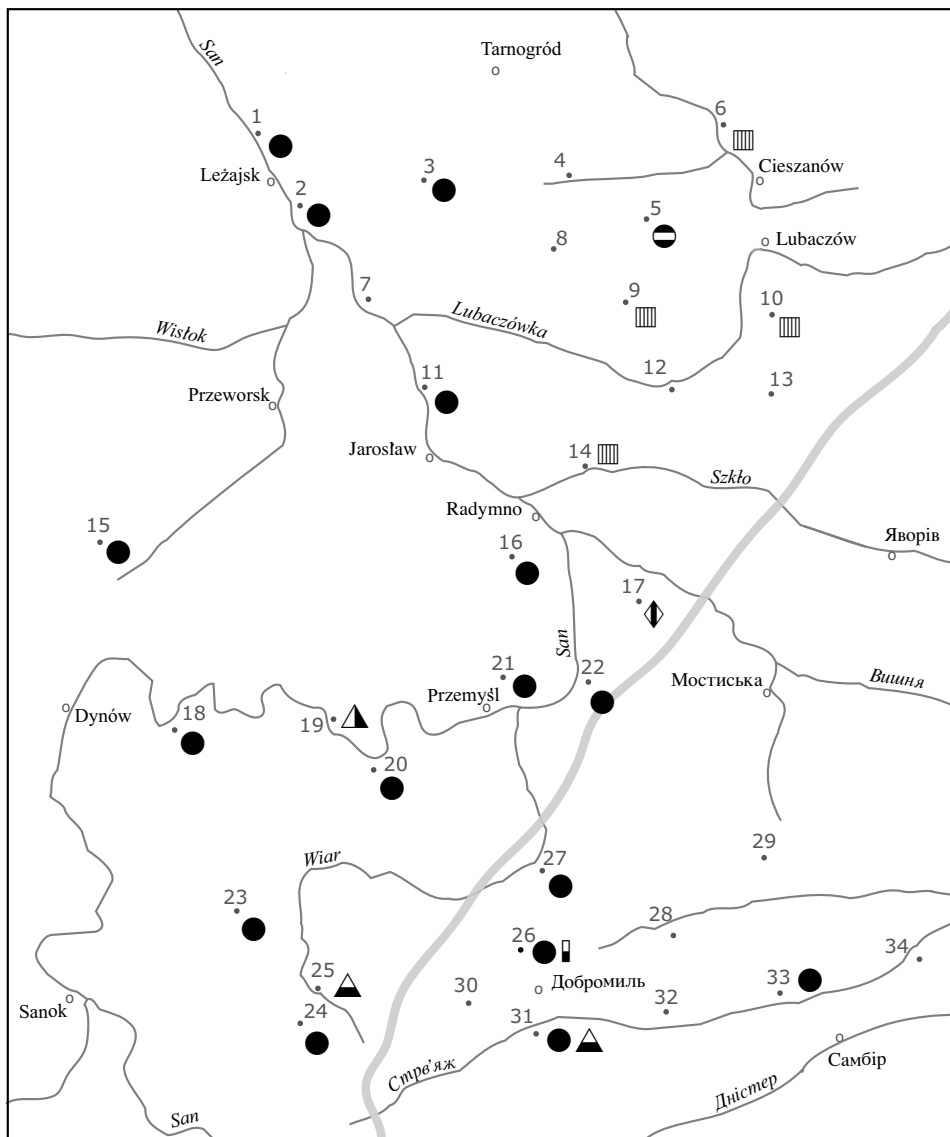 San
Tarnogród
1
6
Leżajsk
3
4
Cieszanów
2
5
8
Lubaczów
7
9
10
Wisłok
Lubaczówka
11
12
13
Przeworsk
Jarosław
14
Szkło
Radymno
15
16
Яворів
17
San
21
22
Мостиська
Вишня
Dynów
18
19
Przemyśl
20
Wiar
27
29
23
28
26
34
25
30
Добромиль
33
Sanok
24
31
32
Стрв’яж
Самбір
San
Дністер